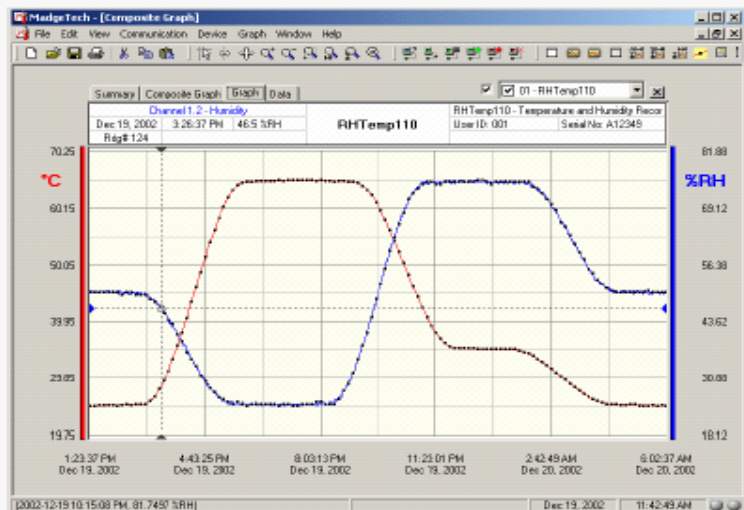 MadgeTech - [Composite Graph]
File Edit View Communication Device Graph Window Help
01-RHTemp110
Summary Composite Graph Graph Data
Channel 1.2 - Humidity
Dec 19, 2002 3:26:37 PM 46.5 %RH
Rdg# 124
RHTemp110
RHTemp110 - Temperature and Humidity Recor
User ID: 001 Serial No: A12349
70.25 81.88
°C %RH
60.15 69.12
50.05 56.38
39.95 43.62
29.85 30.88
19.75 18.12
1:23:37 PM 4:43:25 PM 8:03:13 PM 11:23:01 PM 2:42:49 AM 6:02:37 AM
Dec 19, 2002 Dec 19, 2002 Dec 19, 2002 Dec 19, 2002 Dec 20, 2002 Dec 20, 2002
[2002-12-19 10:15:08 PM, 81.7497 %RH] Dec 19, 2002 11:42:49 AM